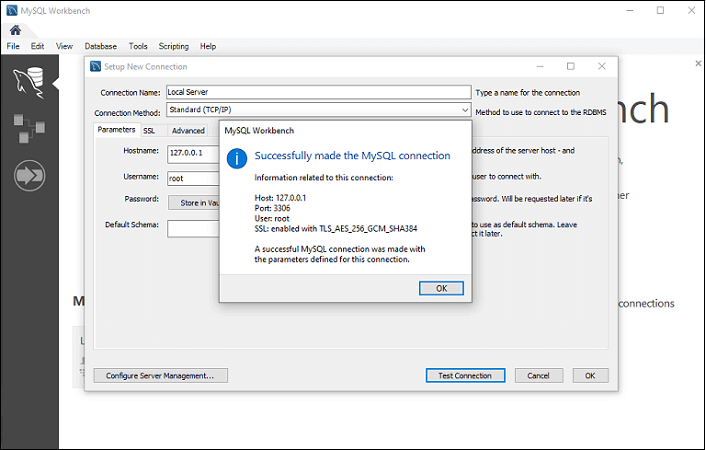 MySQL Workbench
File Edit View Database Tools Scripting Help
Setup New Connection
Connection Name: Local Server Type a name for the connection
Connection Method: Standard (TCP/IP) Method to use to connect to the RDBMS
Parameters SSL Advanced
MySQL Workbench
Successfully made the MySQL connection
Information related to this connection:
Host: 127.0.0.1
Port: 3306
User: root
SSL: enabled with TLS_AES_256_GCM_SHA384
A successful MySQL connection was made with
the parameters defined for this connection.
OK
Hostname: 127.0.0.1 address of the server host - and
Username: root user to connect with.
Password: Store in Vau
Will be requested later if it's
Default Schema: to use as default schema. Leave
it later.
connections
Configure Server Management... Test Connection Cancel OK